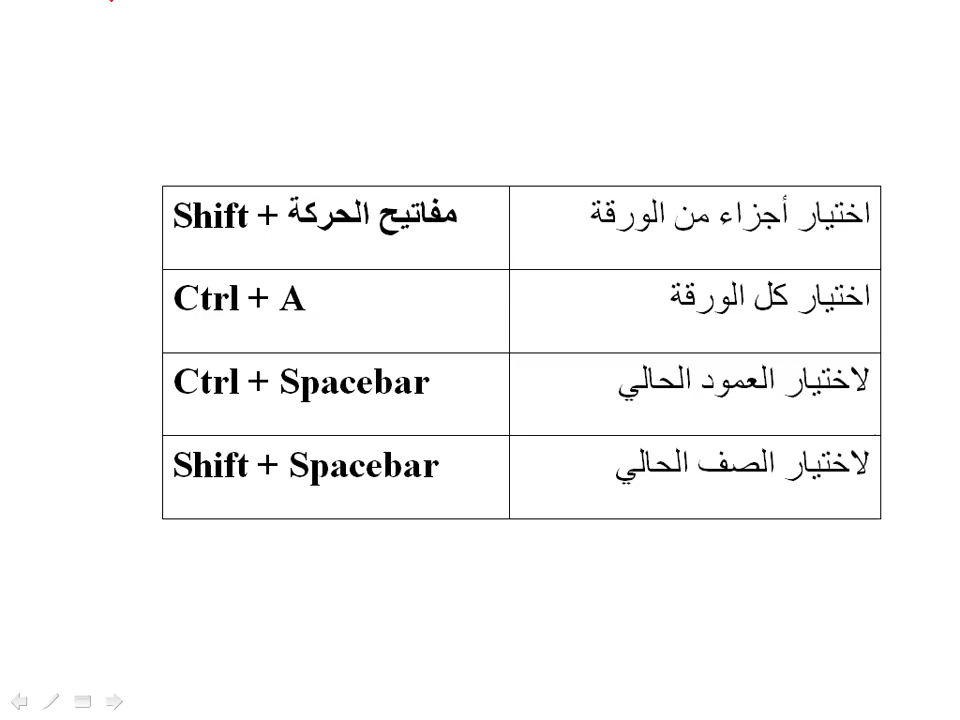 اختيار أجزاء من الورقة
Shift + مفاتيح الحركة
اختيار كل الورقة
Ctrl + A
لاختيار العمود الحالي
Ctrl + Spacebar
لاختيار الصف الحالي
Shift + Spacebar